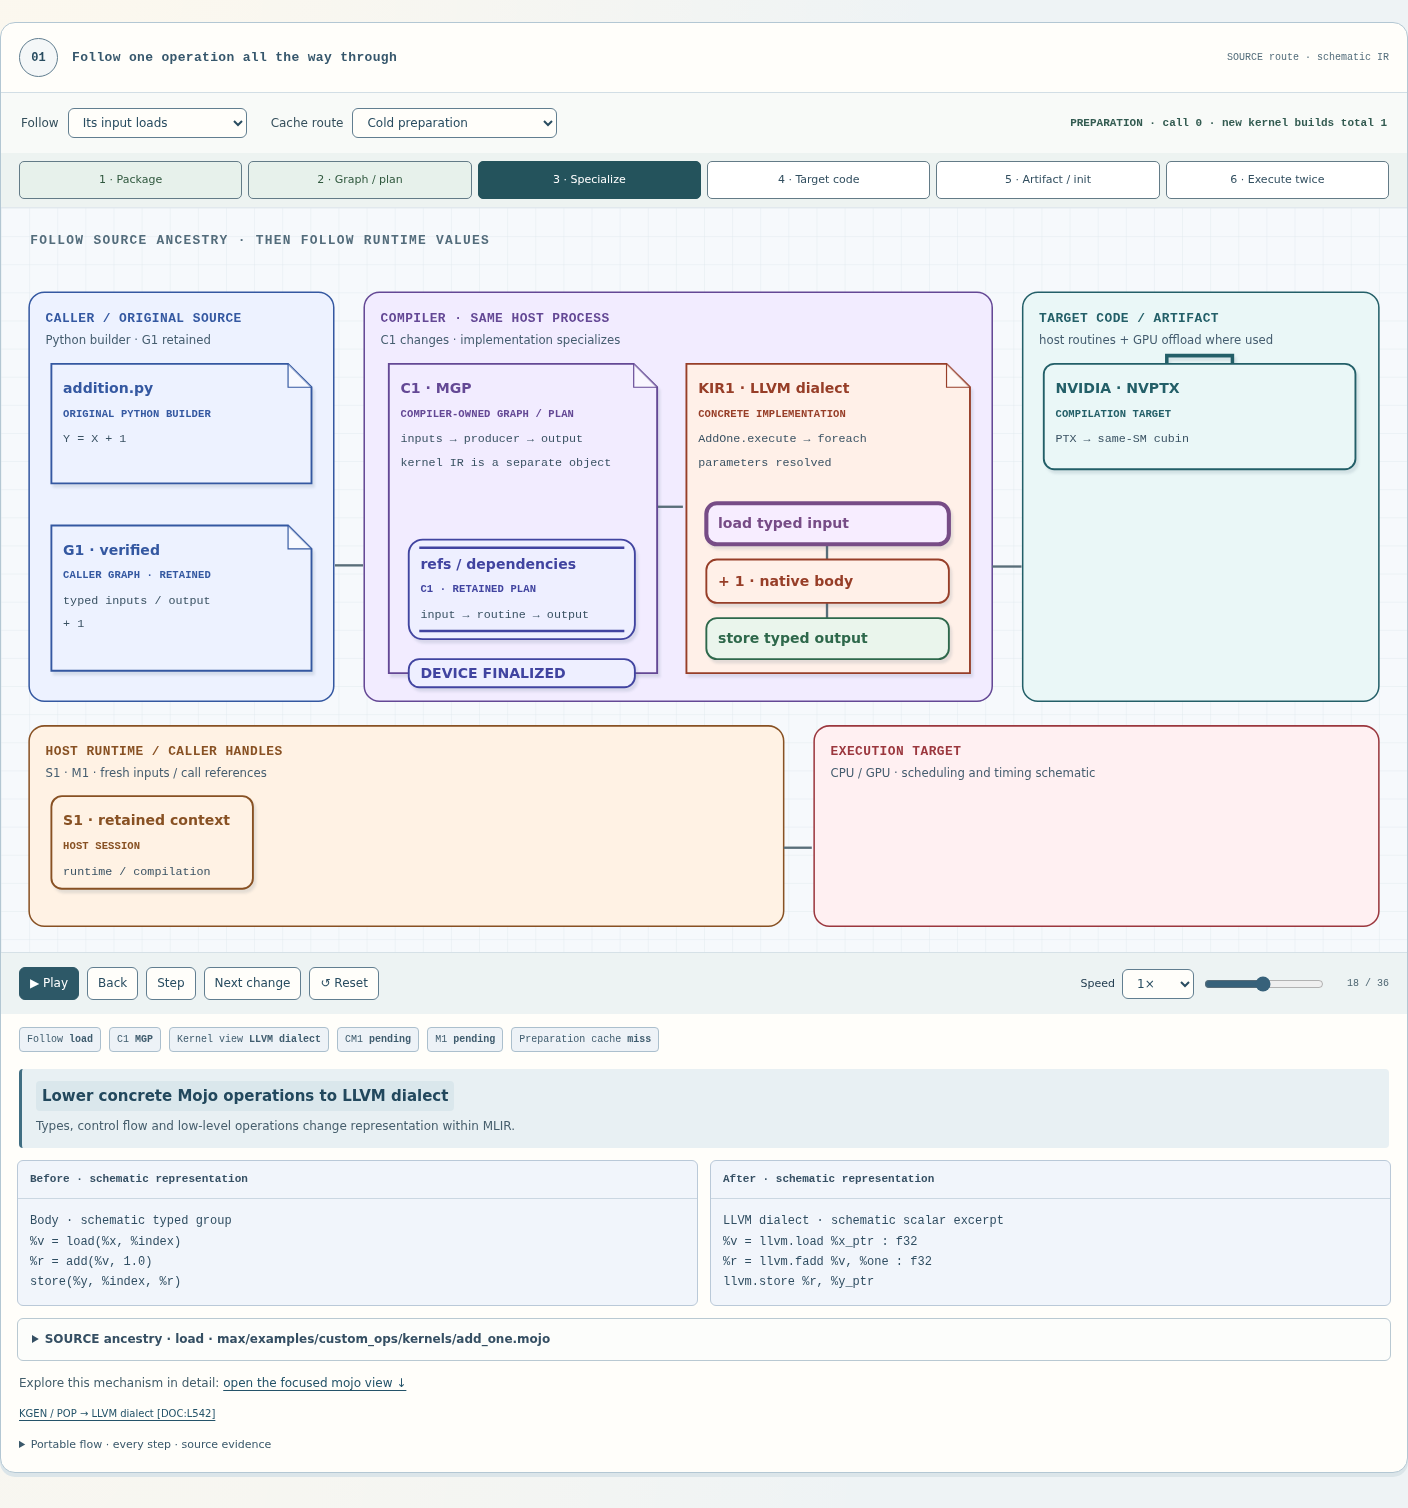 01
Follow one operation all the way through
SOURCE route · schematic IR
Follow
Its input loads
Cache route
Cold preparation
PREPARATION · call 0 · new kernel builds total 1
1 · Package
2 · Graph / plan
3 · Specialize
4 · Target code
5 · Artifact / init
6 · Execute twice
FOLLOW SOURCE ANCESTRY · THEN FOLLOW RUNTIME VALUES
CALLER / ORIGINAL SOURCE
Python builder · G1 retained
addition.py
ORIGINAL PYTHON BUILDER
Y = X + 1
G1 · verified
CALLER GRAPH · RETAINED
typed inputs / output
+ 1
COMPILER · SAME HOST PROCESS
C1 changes · implementation specializes
C1 · MGP
COMPILER-OWNED GRAPH / PLAN
inputs → producer → output
kernel IR is a separate object
refs / dependencies
C1 · RETAINED PLAN
input → routine → output
DEVICE FINALIZED
KIR1 · LLVM dialect
CONCRETE IMPLEMENTATION
AddOne.execute → foreach
parameters resolved
load typed input
+ 1 · native body
store typed output
TARGET CODE / ARTIFACT
host routines + GPU offload where used
NVIDIA · NVPTX
COMPILATION TARGET
PTX → same-SM cubin
HOST RUNTIME / CALLER HANDLES
S1 · M1 · fresh inputs / call references
S1 · retained context
HOST SESSION
runtime / compilation
EXECUTION TARGET
CPU / GPU · scheduling and timing schematic
▶ Play
Back
Step
Next change
↺ Reset
Speed
1×
18 / 36
Follow load
C1 MGP
Kernel view LLVM dialect
CM1 pending
M1 pending
Preparation cache miss
Lower concrete Mojo operations to LLVM dialect
Types, control flow and low-level operations change representation within MLIR.
Before · schematic representation
Body · schematic typed group
%v = load(%x, %index)
%r = add(%v, 1.0)
store(%y, %index, %r)
After · schematic representation
LLVM dialect · schematic scalar excerpt
%v = llvm.load %x_ptr : f32
%r = llvm.fadd %v, %one : f32
llvm.store %r, %y_ptr
▶ SOURCE ancestry · load · max/examples/custom_ops/kernels/add_one.mojo
Explore this mechanism in detail: open the focused mojo view ↓
KGEN / POP → LLVM dialect [DOC:L542]
▶ Portable flow · every step · source evidence